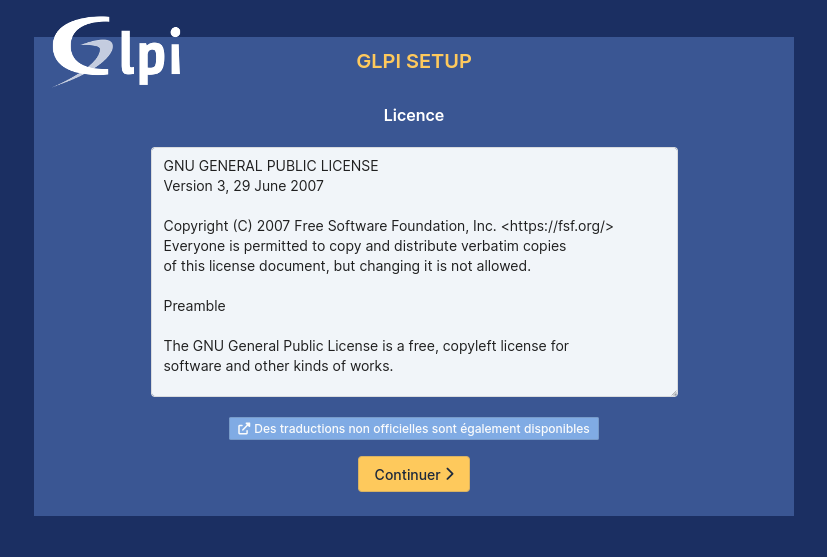 Glpi
GLPI SETUP
Licence
GNU GENERAL PUBLIC LICENSE
Version 3, 29 June 2007
Copyright (C) 2007 Free Software Foundation, Inc. <https://fsf.org/>
Everyone is permitted to copy and distribute verbatim copies
of this license document, but changing it is not allowed.
Preamble
The GNU General Public License is a free, copyleft license for
software and other kinds of works.
Des traductions non officielles sont également disponibles
Continuer